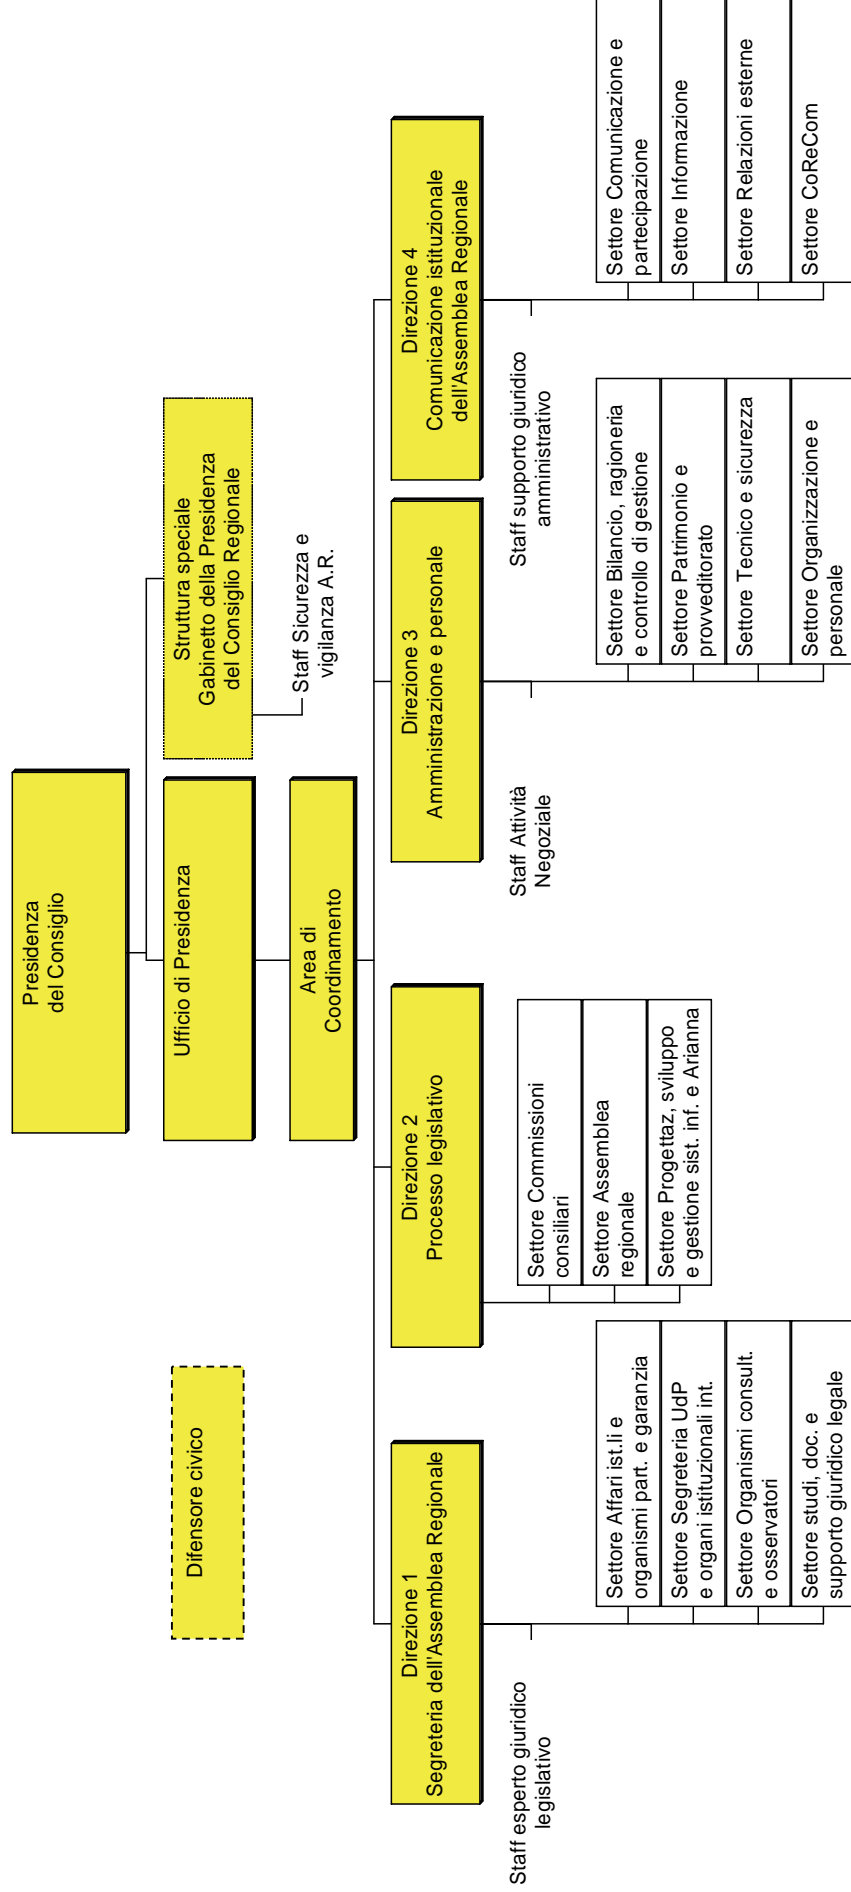 Presidenza
del Consiglio
Difensore civico
Ufficio di Presidenza
Struttura speciale
Gabinetto della Presidenza
del Consiglio Regionale
Staff Sicurezza e
vigilanza A.R.
Area di
Coordinamento
Direzione 1
Segreteria dell'Assemblea Regionale
Direzione 2
Processo legislativo
Direzione 3
Amministrazione e personale
Direzione 4
Comunicazione istituzionale
dell'Assemblea Regionale
Staff esperto giuridico
legislativo
Settore Affari ist.li e
organismi part. e garanzia
Settore Segreteria UdP
e organi istituzionali int.
Settore Organismi consult.
e osservatori
Settore studi, doc. e
supporto giuridico legale
Settore Commissioni
consiliari
Settore Assemblea
regionale
Settore Progettaz, sviluppo
e gestione sist. inf. e Arianna
Staff Attività
Negoziale
Settore Bilancio, ragioneria
e controllo di gestione
Settore Patrimonio e
provveditorato
Settore Tecnico e sicurezza
Settore Organizzazione e
personale
Staff supporto giuridico
amministrativo
Settore Comunicazione e
partecipazione
Settore Informazione
Settore Relazioni esterne
Settore CoReCom